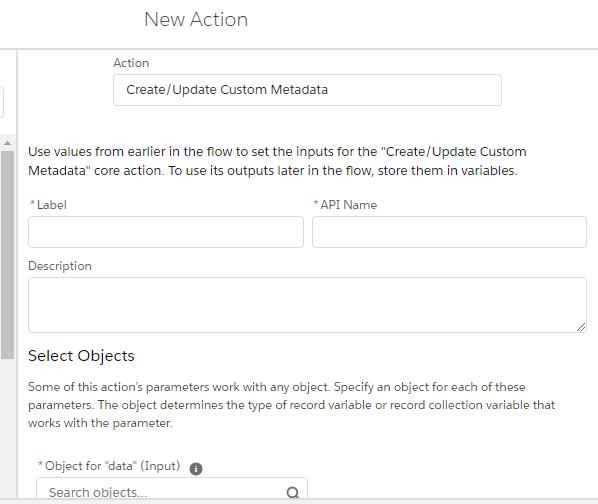 New Action
Action
Create/Update Custom Metadata
Use values from earlier in the flow to set the inputs for the "Create/Update Custom
Metadata" core action. To use its outputs later in the flow, store them in variables.
*Label *API Name
Description
Select Objects
Some of this action's parameters work with any object. Specify an object for each of these
parameters. The object determines the type of record variable or record collection variable that
works with the parameter.
*Object for "data" (Input)
Search objects...